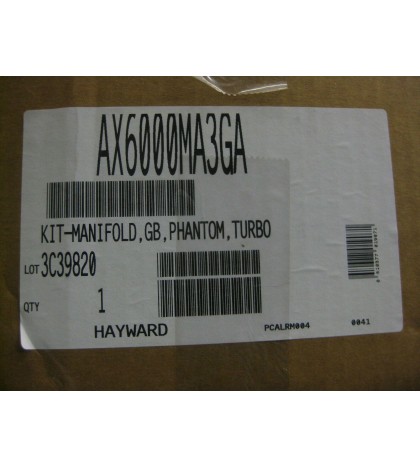 AX6000MA3GA
KIT-MANIFOLD,GB,PHANTOM,TURBO
LOT 3C39820
QTY 1
HAYWARD PCALRM004 0041